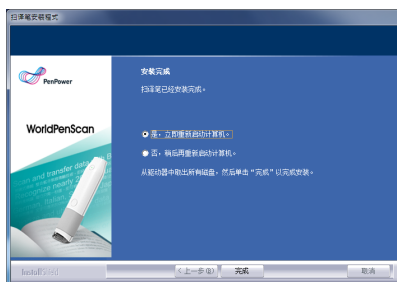 扫译笔安装程式
PenPower
WorldPenScan
安装完成
扫译笔已经安装完成。
是，立即重新启动计算机。
否，稍后再重新启动计算机。
从驱动器中取出所有磁盘，然后单击“完成”以完成安装。
InstallShield
<上一步(B)
完成
取消